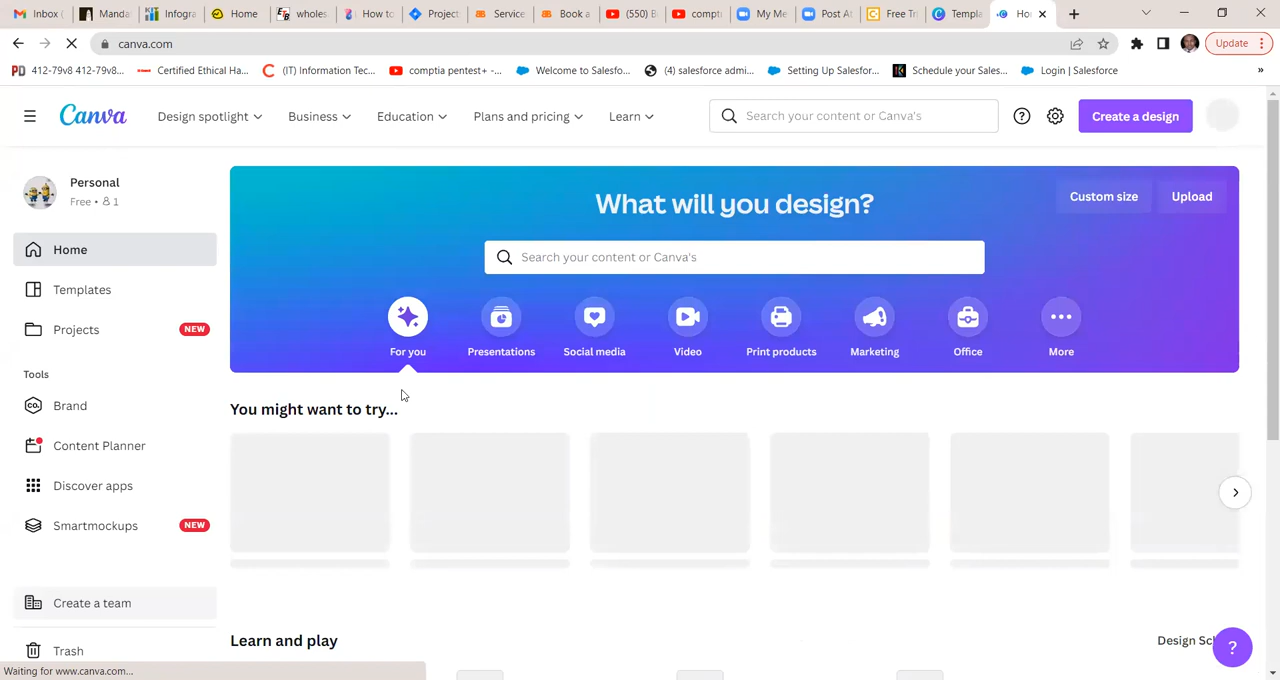 Inbox (
Manda
Infogra
Home
wholes
How to
Project
Service
Book a
(550) B
compti
My Me
Post At
Free Tri
Templa
Hor
canva.com
Update
412-79v8 412-79v8...
Certified Ethical Ha...
(IT) Information Tec...
comptia pentest+ -...
Welcome to Salesfo...
(4) salesforce admi...
Setting Up Salesfor...
Schedule your Sales...
Login | Salesforce
»
Canva
Design spotlight
Business
Education
Plans and pricing
Learn
Search your content or Canva's
Create a design
Personal
Free • 1
What will you design?
Custom size
Upload
Search your content or Canva's
Home
Templates
Projects NEW
For you
Presentations
Social media
Video
Print products
Marketing
Office
More
Tools
Brand
Content Planner
Discover apps
Smartmockups NEW
You might want to try...
Create a team
Trash
Learn and play
Design Sch
?
Waiting for www.canva.com...